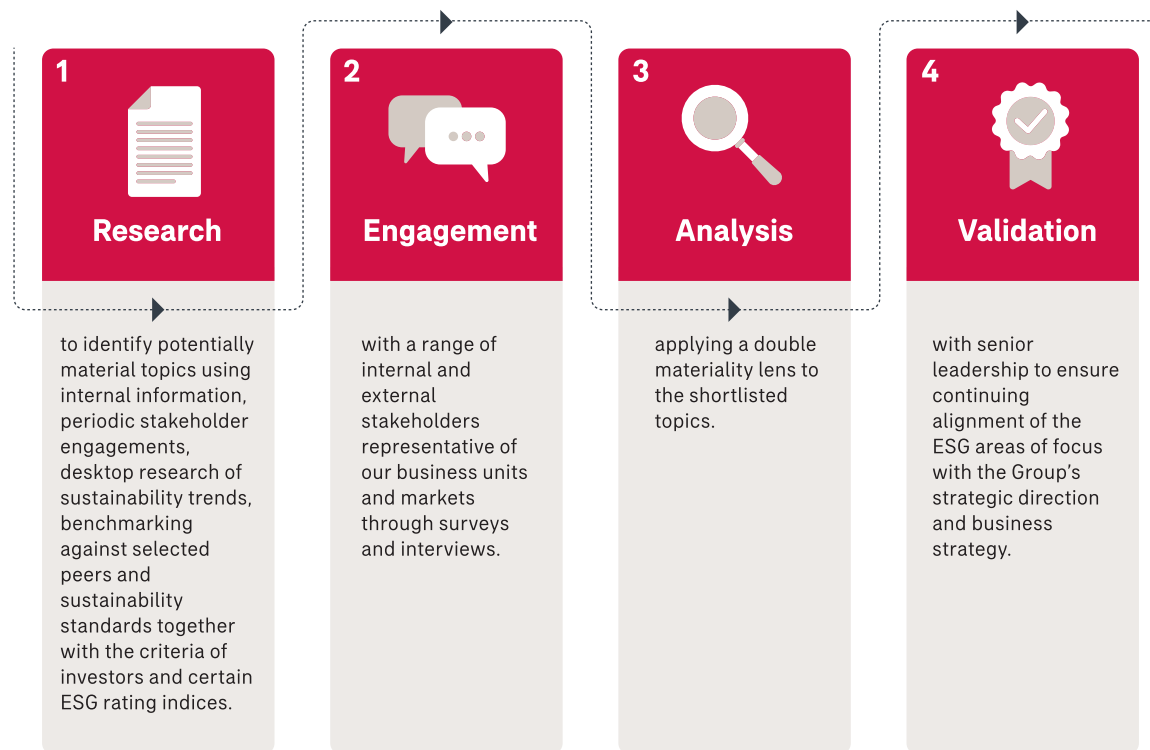 1
Research
to identify potentially
material topics using
internal information,
periodic stakeholder
engagements,
desktop research of
sustainability trends,
benchmarking
against selected
peers and
sustainability
standards together
with the criteria of
investors and certain
ESG rating indices.
2
Engagement
with a range of
internal and
external
stakeholders
representative of
our business units
and markets
through surveys
and interviews.
3
Analysis
applying a double
materiality lens to
the shortlisted
topics.
4
Validation
with senior
leadership to ensure
continuing
alignment of the
ESG areas of focus
with the Group’s
strategic direction
and business
strategy.